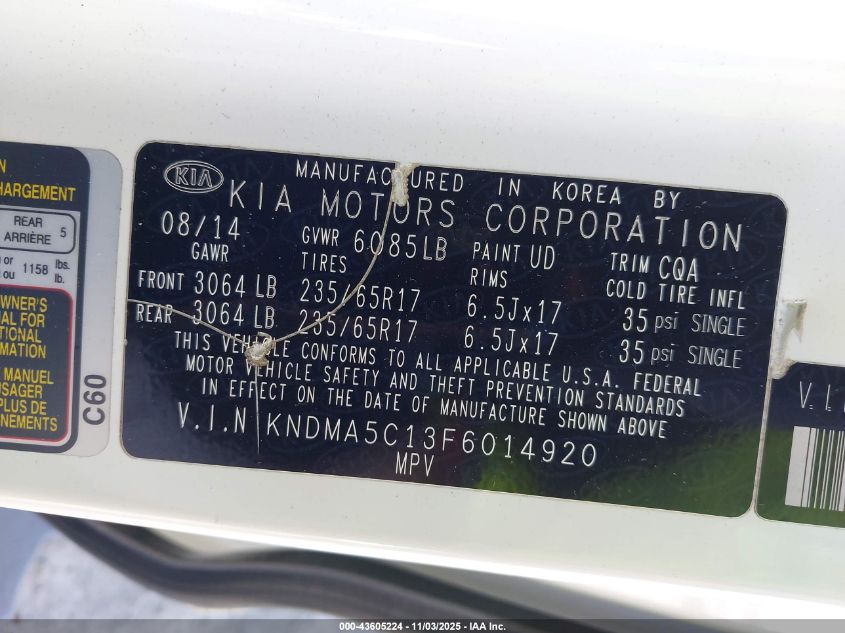 N
HARGEMENT
REAR
ARRIÈRE 5
or
ou 1158 lbs.
lb.
WNER'S
AL FOR
TIONAL
MATION
MANUEL
USAGER
PLUS DE
NEMENTS
C60
KIA
MANUFACTURED IN KOREA BY
KIA MOTORS CORPORATION
08/14 GVWR 6085LB PAINT UD TRIM CQA
GAWR TIRES RIMS COLD TIRE INFL
FRONT 3064 LB 235/65R17 6.5Jx17 35 psi SINGLE
REAR 3064 LB 235/65R17 6.5Jx17 35 psi SINGLE
THIS VEHICLE CONFORMS TO ALL APPLICABLE U.S.A. FEDERAL
MOTOR VEHICLE SAFETY AND THEFT PREVENTION STANDARDS
IN EFFECT ON THE DATE OF MANUFACTURE SHOWN ABOVE
V.I.N KNDMA5C13F6014920
MPV
V.I
000-43605224 - 11/03/2025 - IAA Inc.